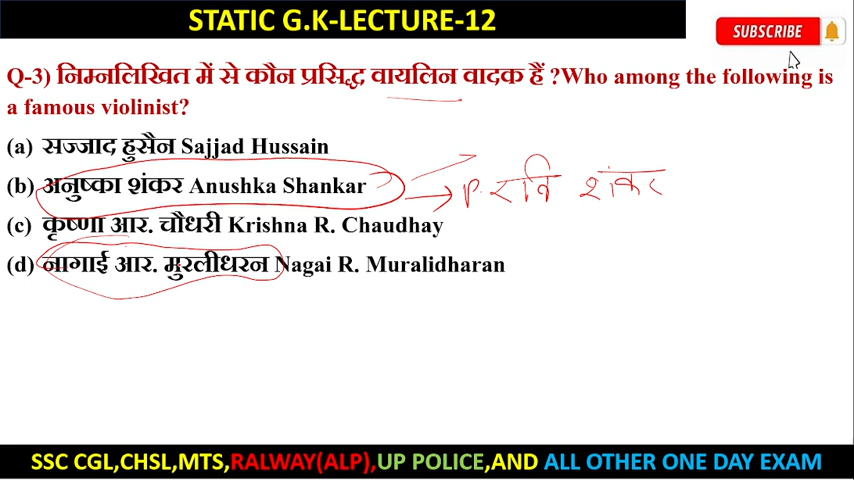 STATIC G.K-LECTURE-12
SUBSCRIBE
Q-3) निम्नलिखित में से कौन प्रसिद्ध वायलिन वादक हैं ?Who among the following is
a famous violinist?
(a) सज्जाद हुसैन Sajjad Hussain
(b) अनुष्का शंकर Anushka Shankar
P. रवि शंकर
(c) कृष्णा आर. चौधरी Krishna R. Chaudhay
(d) नागाई आर. मुरलीधरन Nagai R. Muralidharan
SSC CGL,CHSL,MTS,RALWAY(ALP),UP POLICE,AND ALL OTHER ONE DAY EXAM